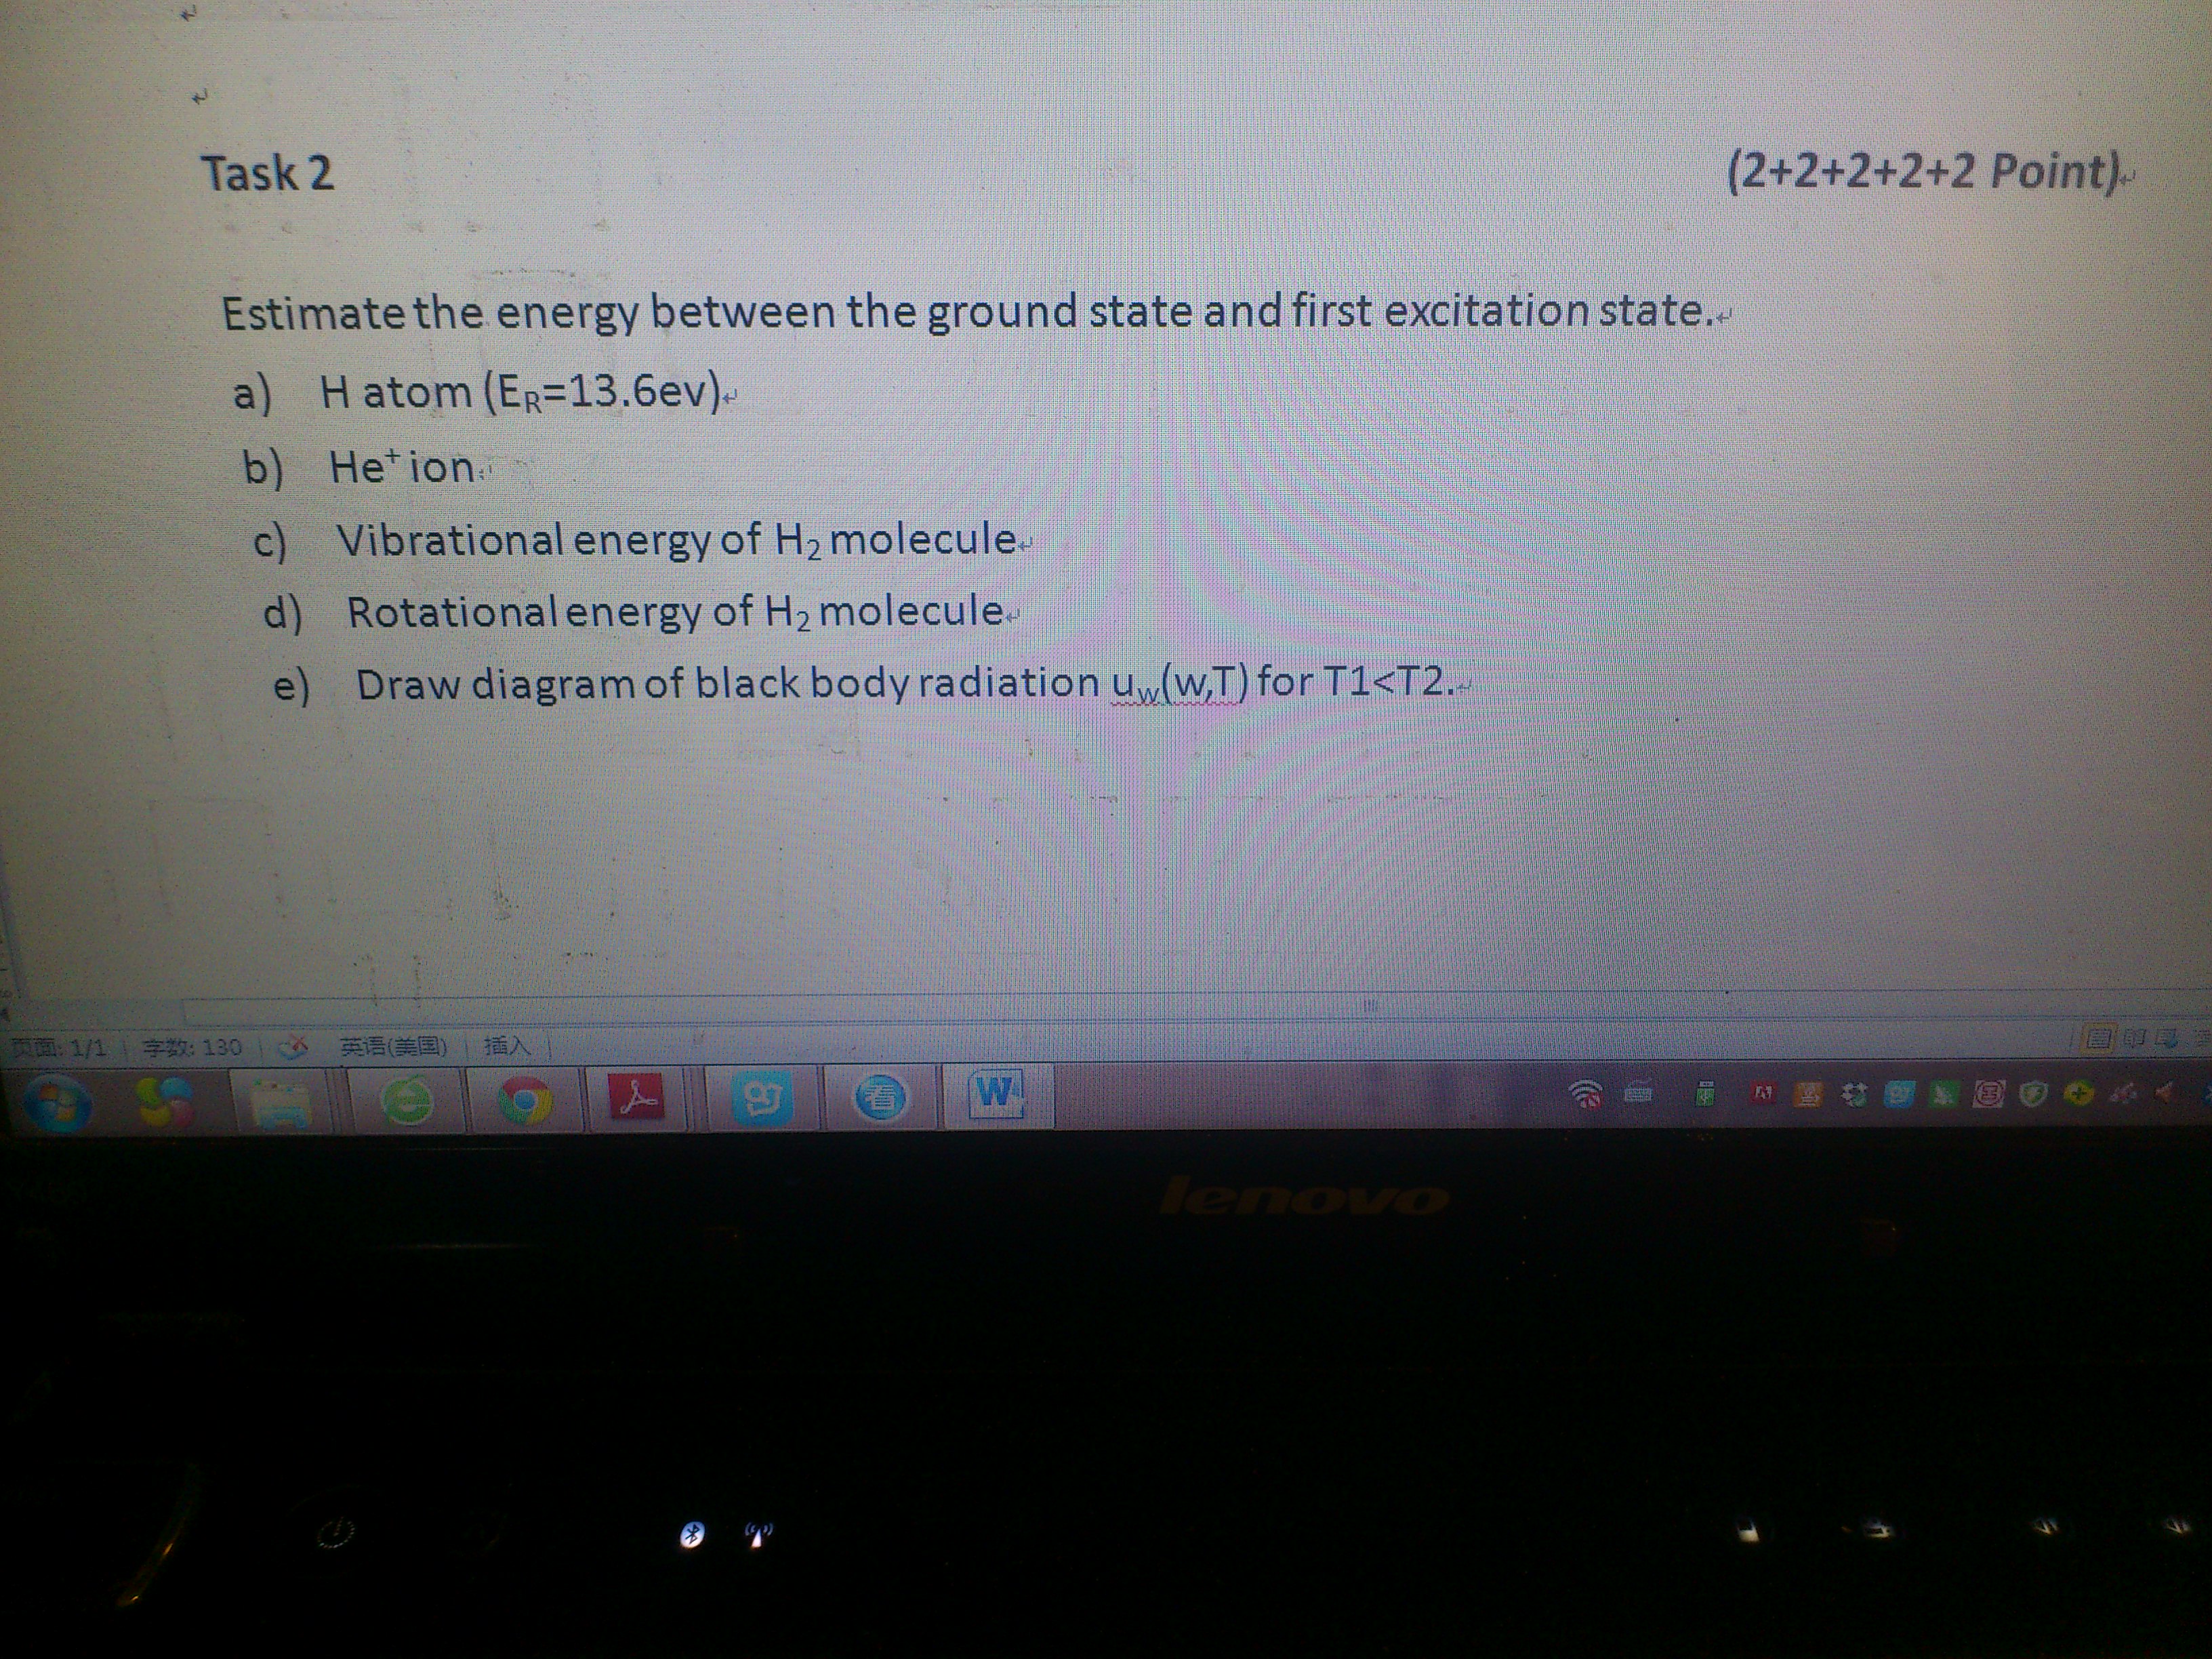 Task 2 (2+2+2+2+2 Point)
Estimate the energy between the ground state and first excitation state.
a) H atom (E_R=13.6ev)
b) He⁺ ion
c) Vibrational energy of H₂ molecule
d) Rotational energy of H₂ molecule
e) Draw diagram of black body radiation u_w(w,T) for T1<T2.
页面: 1/1 字数: 130 英语(美国) 插入
看 W
lenovo